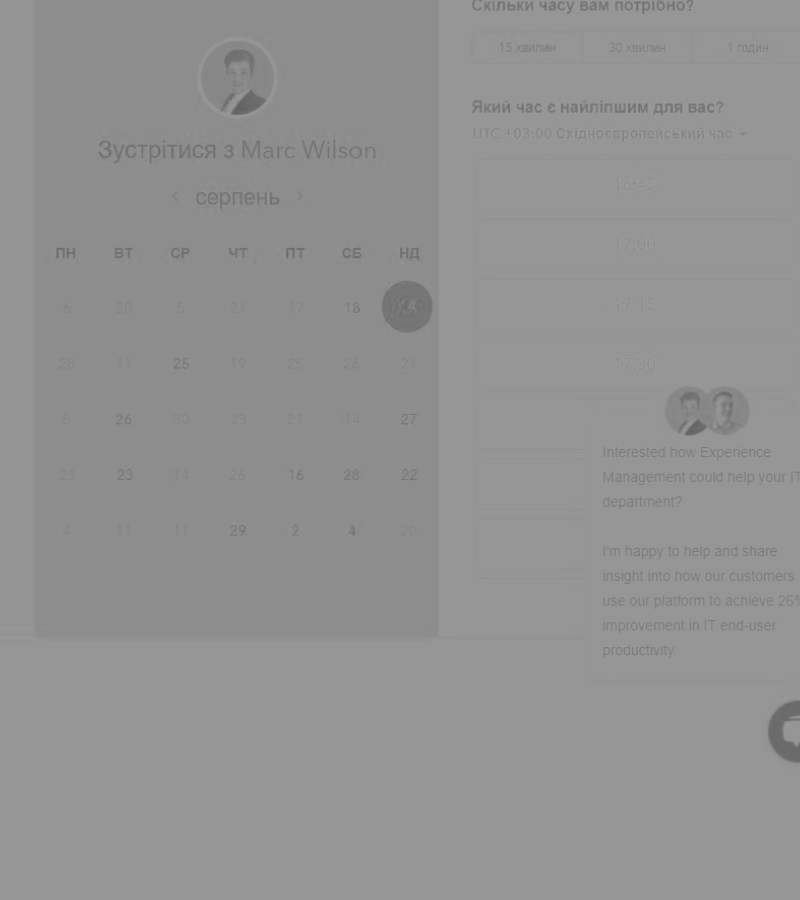 Скільки часу вам потрібно?
15 хвилин 30 хвилин 1 годин
Який час є найліпшим для вас?
UTC +03:00 Східноєвропейський час
16:45
17:00
17:15
17:30
Зустрітися з Marc Wilson
серпень
ПН ВТ СР ЧТ ПТ СБ НД
6 20 5 21 17 18
28 11 25 19 25 26 21
5 26 30 23 21 14 27
25 23 14 26 16 28 22
4 11 11 29 2 4 20
Interested how Experience
Management could help your IT
department?
I'm happy to help and share
insight into how our customers
use our platform to achieve 26%
improvement in IT end-user
productivity.